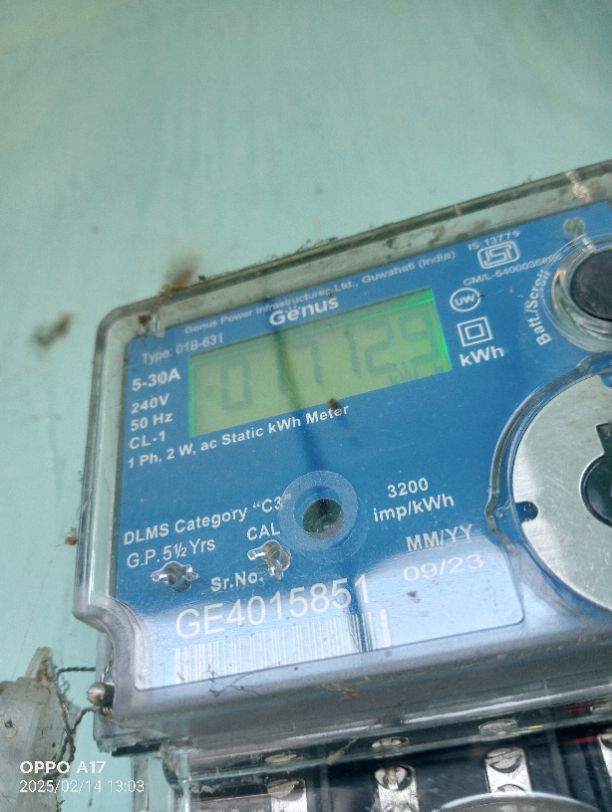 IS 13779
Genus Power Infrastructures Ltd., Guwahati (India)
Genus
Type: 01B-631
UW
Batt./Scroll
5-30A
240V
50 Hz
CL-1
017129
kWh
kWh
1 Ph, 2 W, ac Static kWh Meter
DLMS Category "C3
CAL
3200
imp/kWh
G.P. 5½ Yrs
Sr.No.
MM/YY
09/23
GE4015851
OPPO A17
2025/02/14 13:03